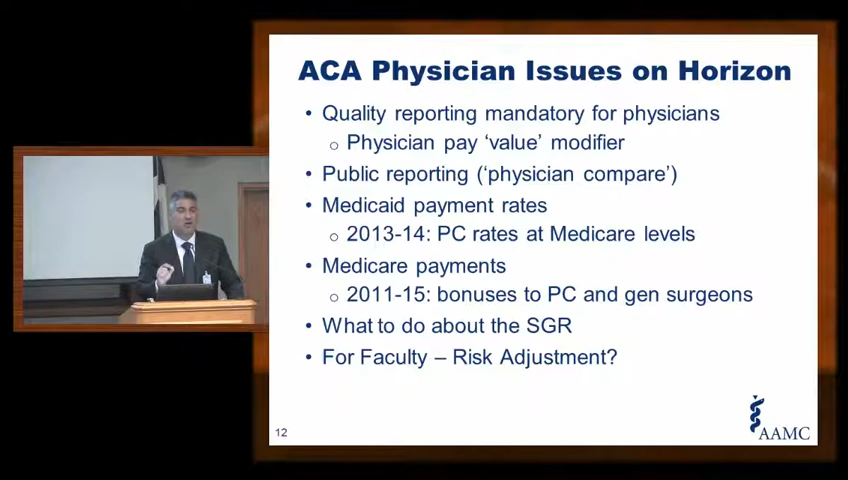 ACA Physician Issues on Horizon
• Quality reporting mandatory for physicians
o Physician pay ‘value’ modifier
• Public reporting (‘physician compare’)
• Medicaid payment rates
o 2013-14: PC rates at Medicare levels
• Medicare payments
o 2011-15: bonuses to PC and gen surgeons
• What to do about the SGR
• For Faculty – Risk Adjustment?
12
AAMC